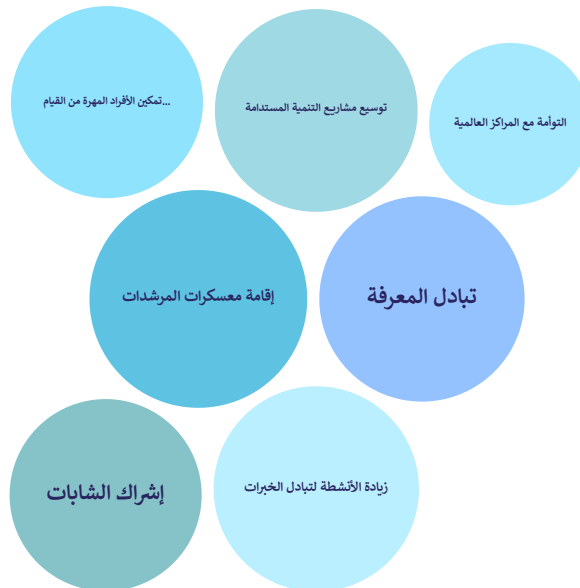 التوأمة مع المراكز العالمية
توسيع مشاريع التنمية المستدامة
تمكين الأفراد المهرة من القيام...
تبادل المعرفة
إقامة معسكرات المرشدات
زيادة الأنشطة لتبادل الخبرات
إشراك الشابات